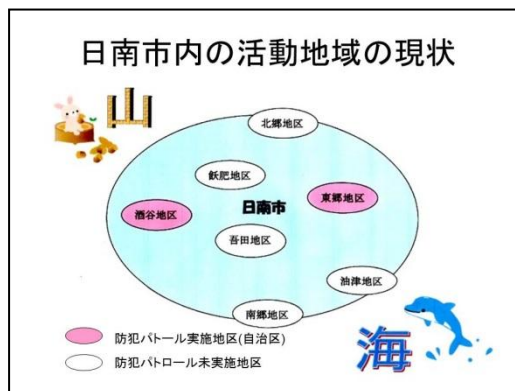 日南市内の活動地域の現状
山
北郷地区
飫肥地区
酒谷地区
日南市
東郷地区
吾田地区
油津地区
南郷地区
防犯パトール実施地区(自治区)
防犯パトロール未実施地区
海